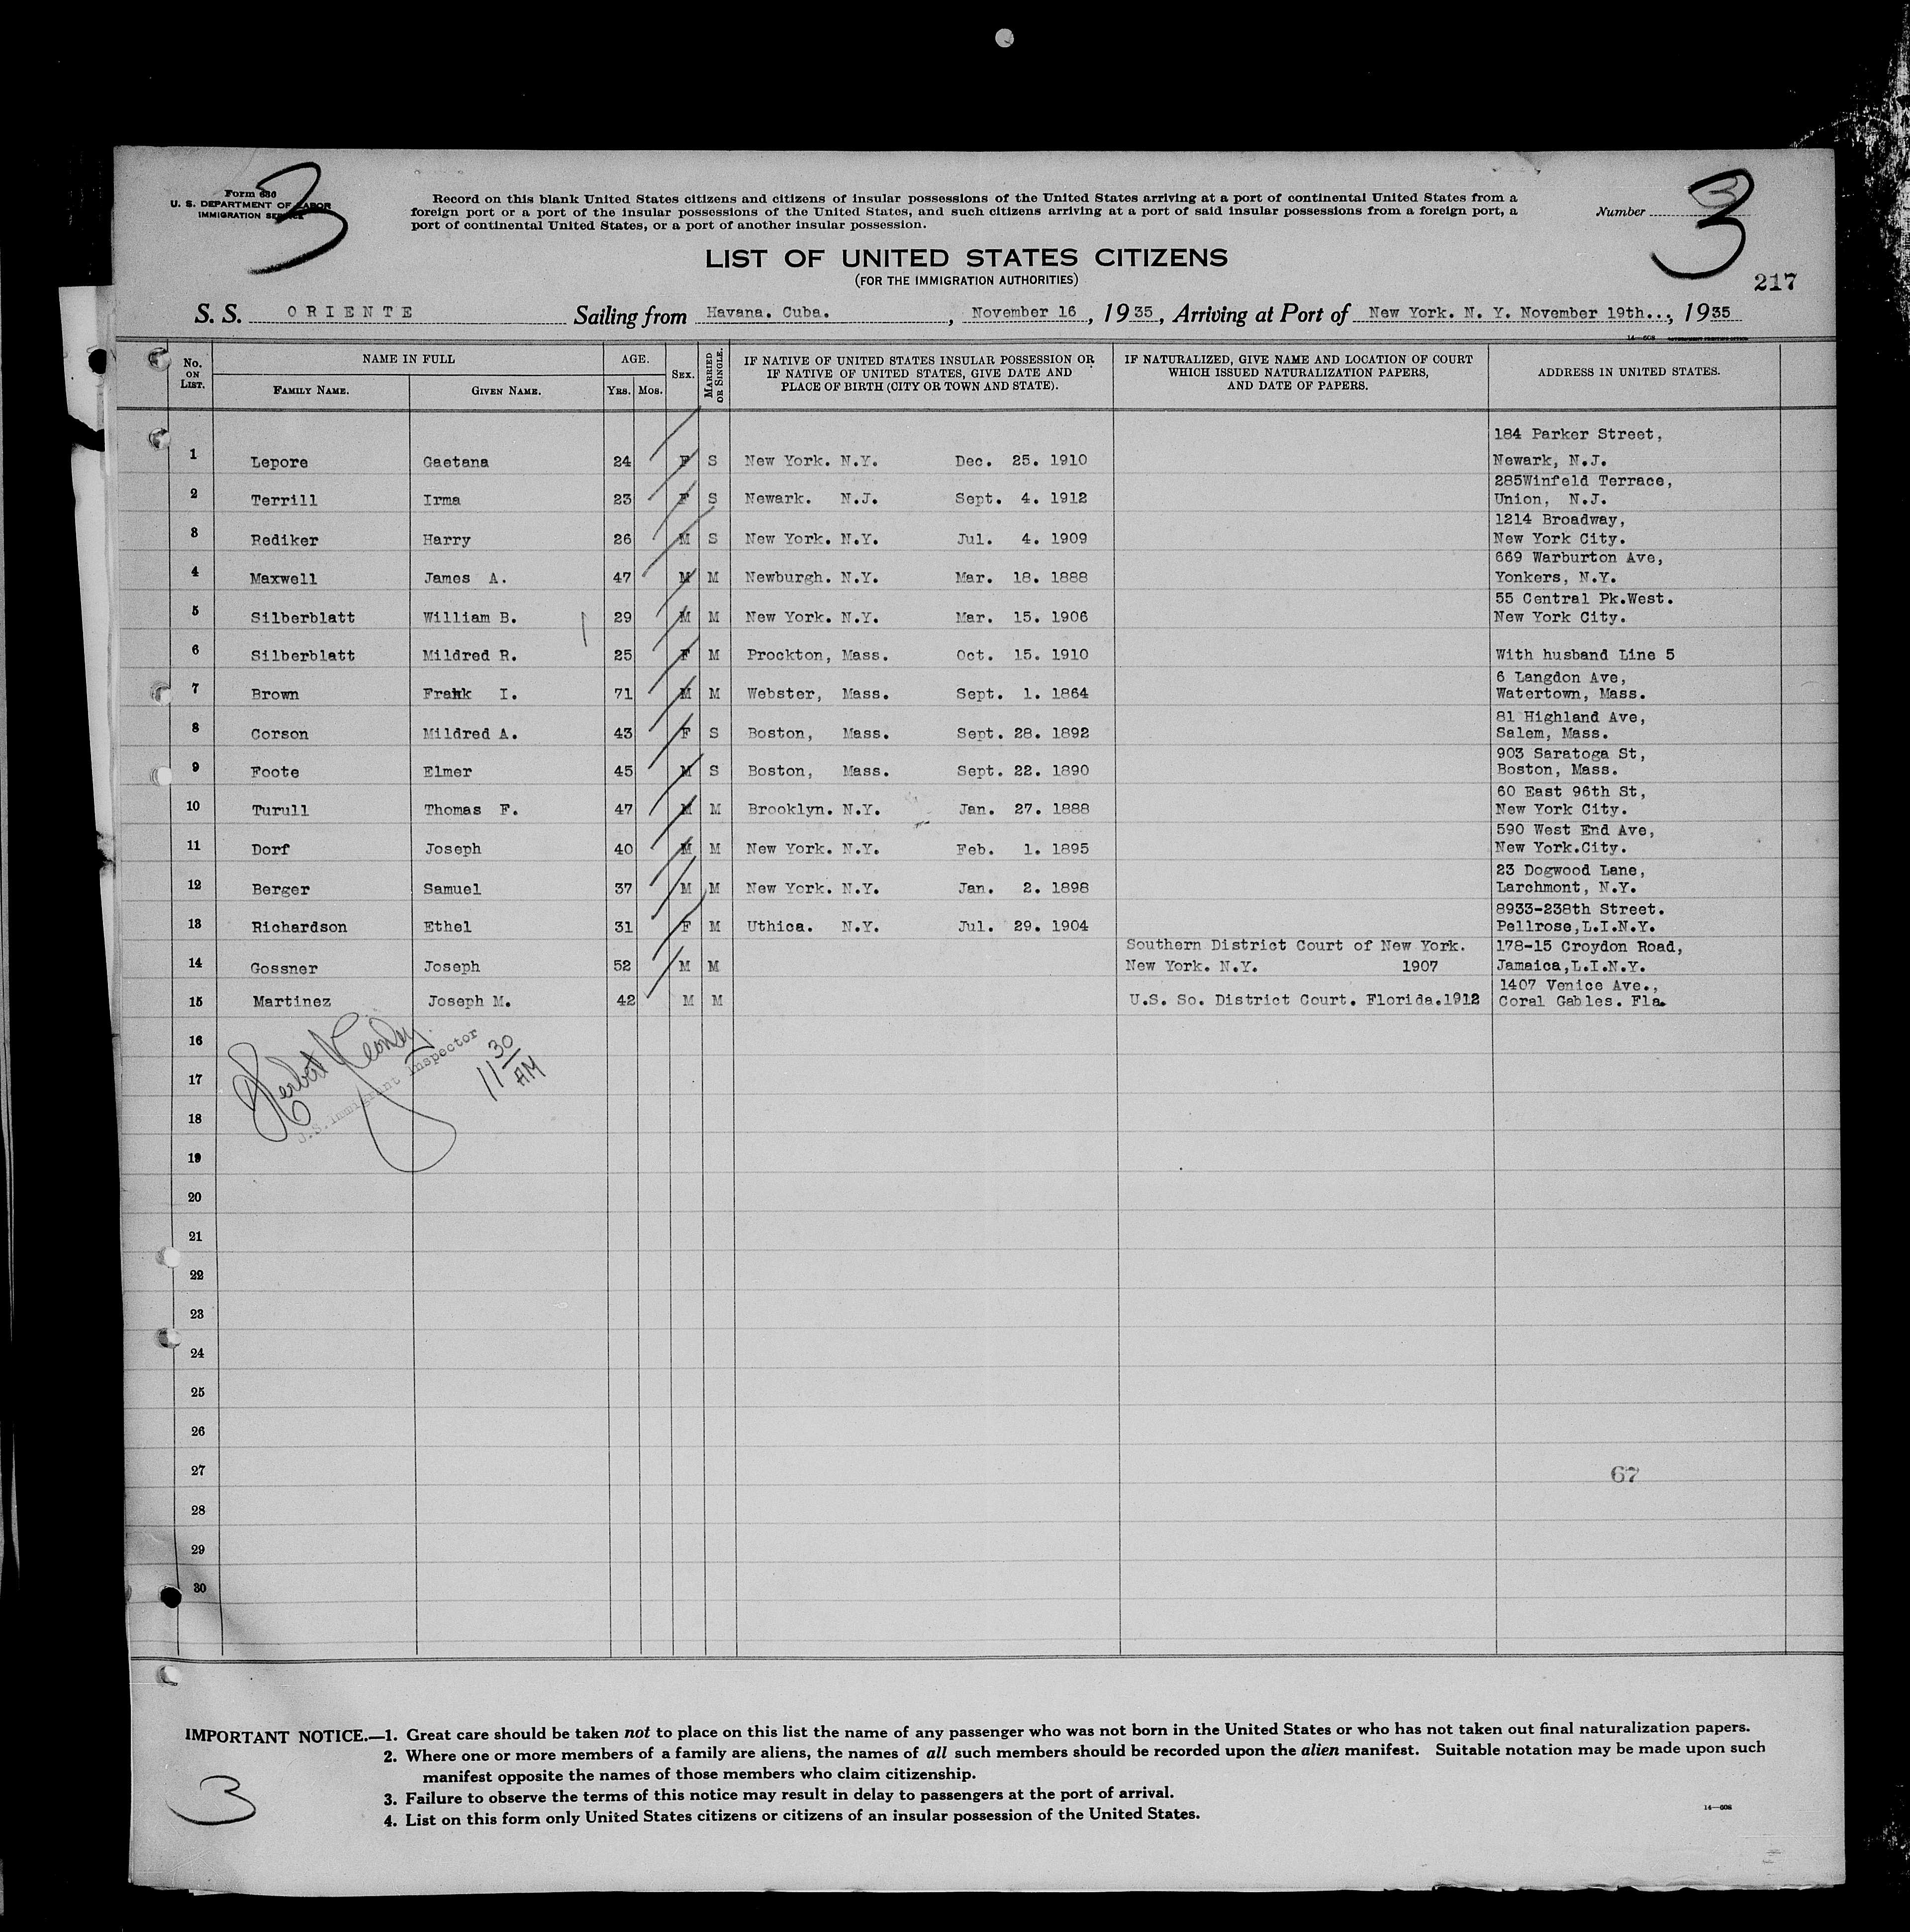 Form 630
U. S. DEPARTMENT OF LABOR
IMMIGRATION SERVICE
3
Record on this blank United States citizens and citizens of insular possessions of the United States arriving at a port of continental United States from a
foreign port or a port of the insular possessions of the United States, and such citizens arriving at a port of said insular possessions from a foreign port, a
port of continental United States, or a port of another insular possession.
Number 3
3
LIST OF UNITED STATES CITIZENS
(FOR THE IMMIGRATION AUTHORITIES)
217
S. S. ORIENTE Sailing from Havana. Cuba. , November 16 , 1935, Arriving at Port of New York. N. Y. November 19th..., 1935
14—608
No. ON LIST. NAME IN FULL AGE. SEX. MARRIED OR SINGLE. IF NATIVE OF UNITED STATES INSULAR POSSESSION OR IF NATIVE OF UNITED STATES, GIVE DATE AND PLACE OF BIRTH (CITY OR TOWN AND STATE). IF NATURALIZED, GIVE NAME AND LOCATION OF COURT WHICH ISSUED NATURALIZATION PAPERS, AND DATE OF PAPERS. ADDRESS IN UNITED STATES.
FAMILY NAME. GIVEN NAME. YRS. MOS.
184 Parker Street,
1 Lepore Gaetana 24 F S New York. N.Y. Dec. 25. 1910 Newark, N.J.
285Winfeld Terrace,
2 Terrill Irma 23 F S Newark. N.J. Sept. 4. 1912 Union, N.J.
1214 Broadway,
3 Rediker Harry 26 M S New York. N.Y. Jul. 4. 1909 New York City.
669 Warburton Ave,
4 Maxwell James A. 47 M M Newburgh. N.Y. Mar. 18. 1888 Yonkers, N.Y.
55 Central Pk.West.
5 Silberblatt William B. 29 M M New York. N.Y. Mar. 15. 1906 New York City.
6 Silberblatt Mildred R. 25 F M Prockton, Mass. Oct. 15. 1910 With husband Line 5
6 Langdon Ave,
7 Brown Frank I. 71 M M Webster, Mass. Sept. 1. 1864 Watertown, Mass.
81 Highland Ave,
8 Corson Mildred A. 43 F S Boston, Mass. Sept. 28. 1892 Salem, Mass.
903 Saratoga St,
9 Foote Elmer 45 M S Boston, Mass. Sept. 22. 1890 Boston, Mass.
60 East 96th St,
10 Turull Thomas F. 47 M M Brooklyn. N.Y. Jan. 27. 1888 New York City.
590 West End Ave,
11 Dorf Joseph 40 M M New York. N.Y. Feb. 1. 1895 New York.City.
23 Dogwood Lane,
12 Berger Samuel 37 M M New York. N.Y. Jan. 2. 1898 Larchmont, N.Y.
8933-238th Street.
13 Richardson Ethel 31 F M Uthica. N.Y. Jul. 29. 1904 Pellrose,L.I.N.Y.
Southern District Court of New York. 178-15 Croydon Road,
14 Gossner Joseph 52 M M New York. N.Y. 1907 Jamaica,L.I.N.Y.
1407 Venice Ave.,
15 Martinez Joseph M. 42 M M U.S. So. District Court. Florida.1912 Coral Gables. Fla.
16
U.S. Immigrant Inspector
11 30 AM
17
18
19
20
21
22
23
24
25
26
27 67
28
29
30
IMPORTANT NOTICE.—1. Great care should be taken not to place on this list the name of any passenger who was not born in the United States or who has not taken out final naturalization papers.
2. Where one or more members of a family are aliens, the names of all such members should be recorded upon the alien manifest. Suitable notation may be made upon such
manifest opposite the names of those members who claim citizenship.
3. Failure to observe the terms of this notice may result in delay to passengers at the port of arrival.
4. List on this form only United States citizens or citizens of an insular possession of the United States.
3
14—608